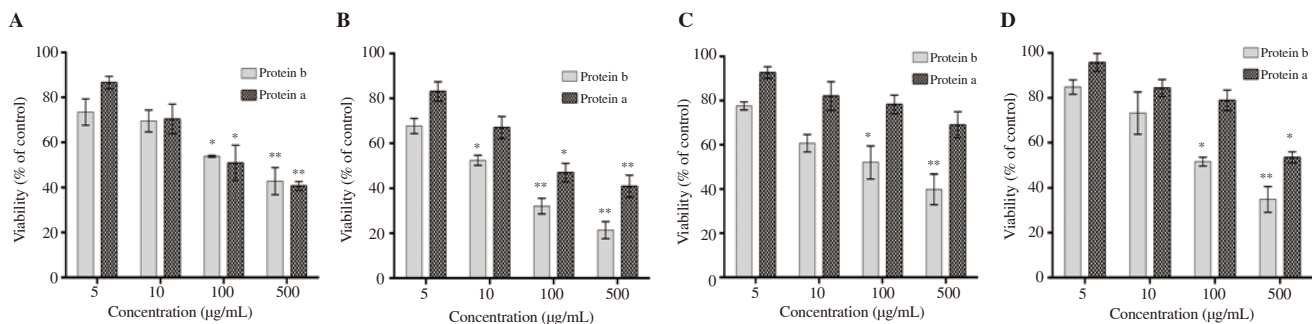 A
Viability (% of control)
100
80
60
40
20
0
Protein b
Protein a
*
*
**
**
5
10
100
500
Concentration (µg/mL)
B
Viability (% of control)
100
80
60
40
20
0
Protein b
Protein a
*
**
*
**
**
5
10
100
500
Concentration (µg/mL)
C
Viability (% of control)
100
80
60
40
20
0
Protein b
Protein a
*
**
5
10
100
500
Concentration (µg/mL)
D
Viability (% of control)
100
80
60
40
20
0
Protein b
Protein a
*
**
*
5
10
100
500
Concentration (µg/mL)